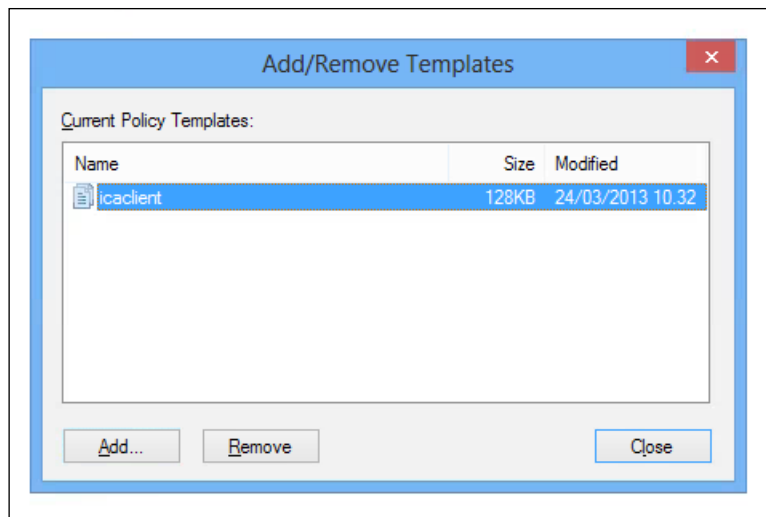 Add/Remove Templates
Current Policy Templates:
Name Size Modified
icaclient 128KB 24/03/2013 10.32
Add... Remove Close